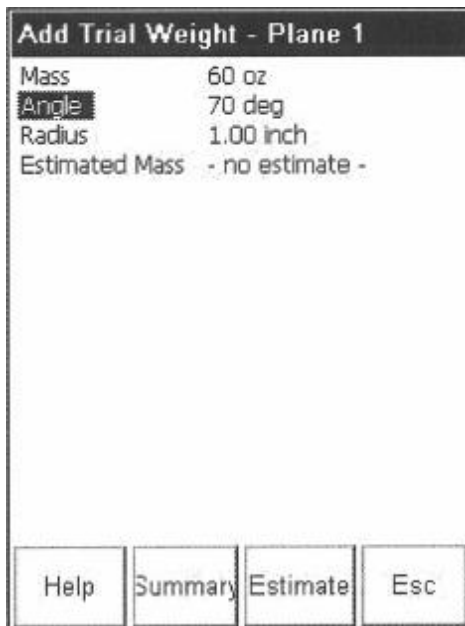 Add Trial Weight - Plane 1
Mass 60 oz
Angle 70 deg
Radius 1.00 inch
Estimated Mass - no estimate -
Help Summary Estimate Esc